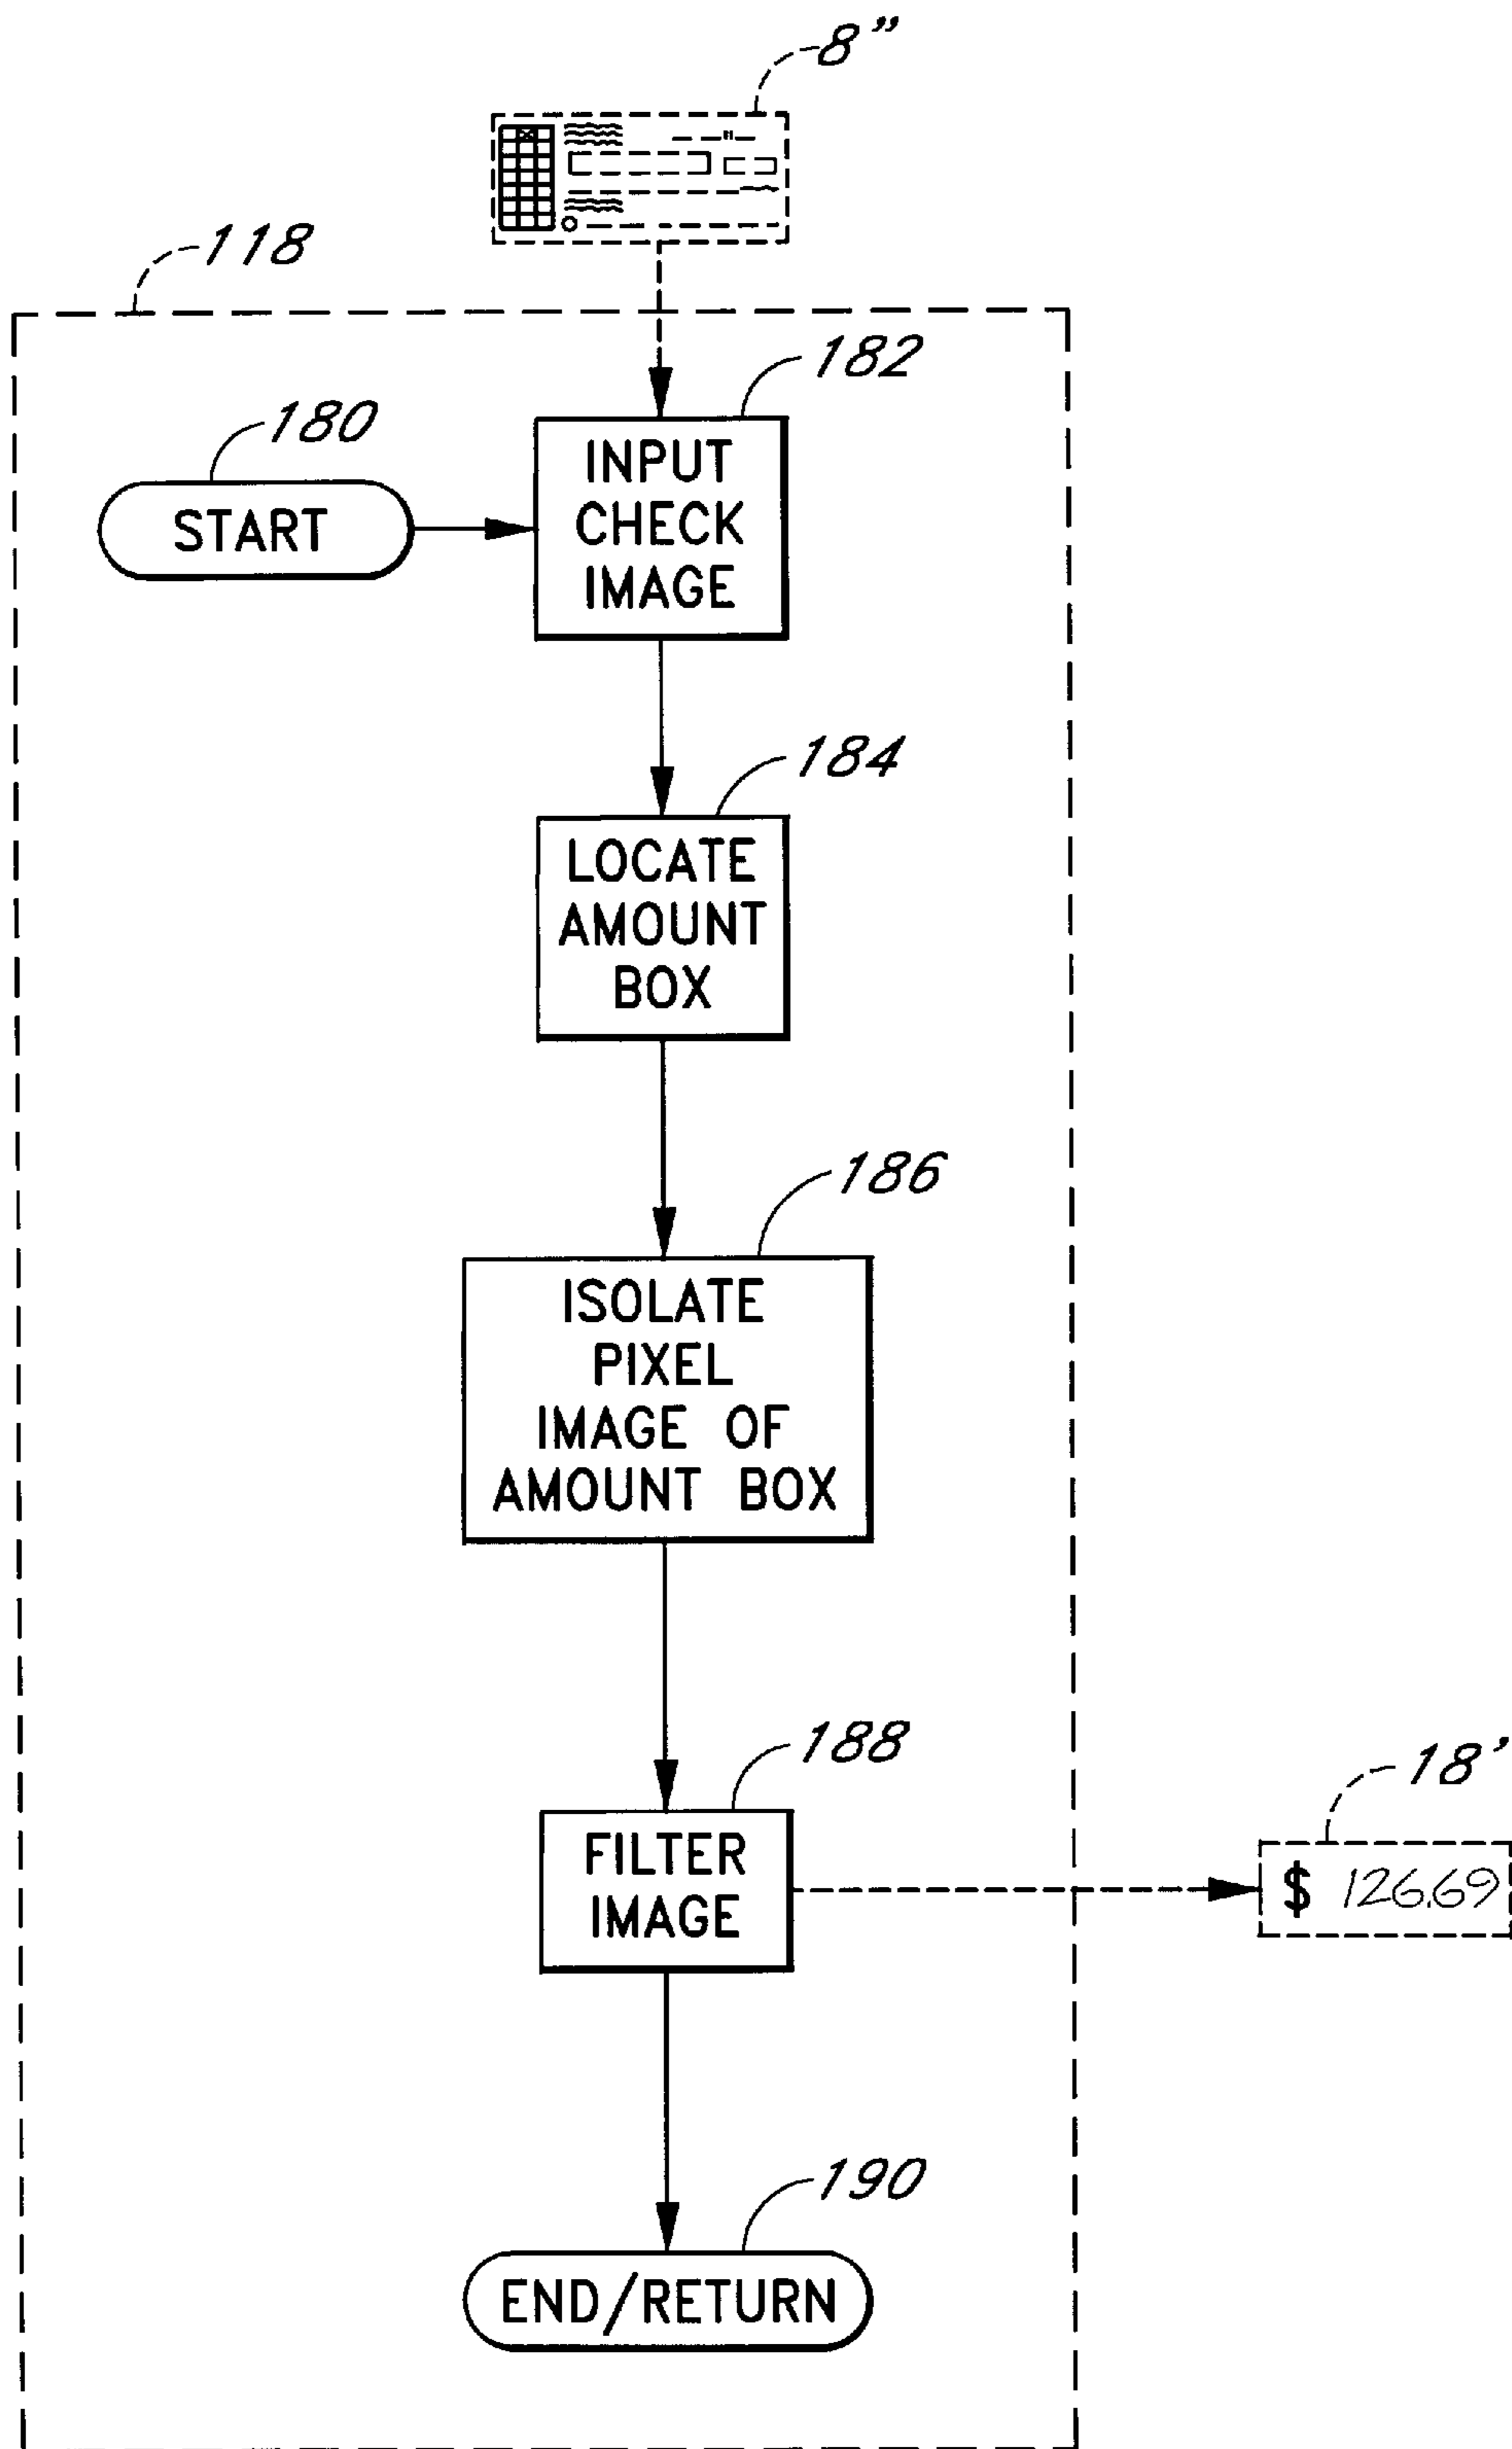 8”
118
182
180
INPUT
CHECK
IMAGE
START
184
LOCATE
AMOUNT
BOX
186
ISOLATE
PIXEL
IMAGE OF
AMOUNT BOX
188
18’
FILTER
IMAGE
$ 126.69
190
END/RETURN